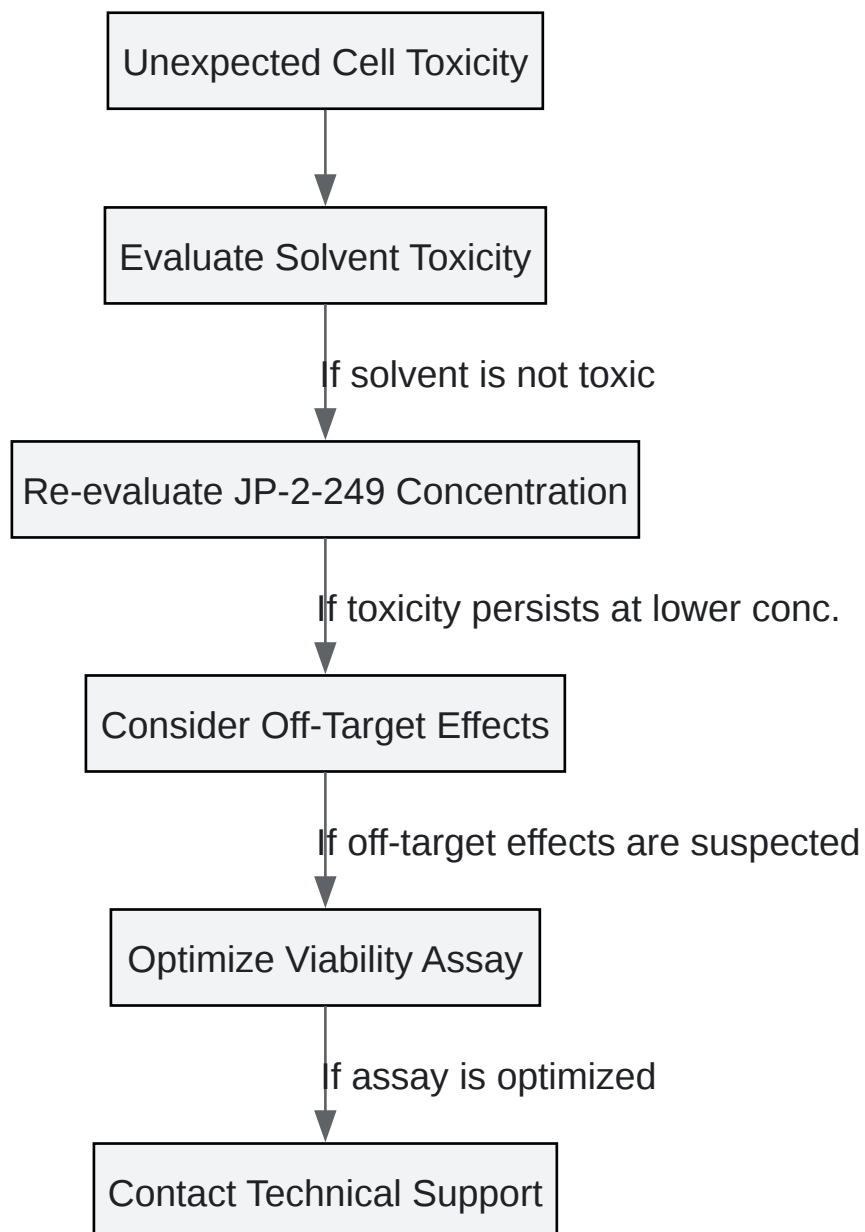 Unexpected Cell Toxicity
Evaluate Solvent Toxicity
If solvent is not toxic
Re-evaluate JP-2-249 Concentration
If toxicity persists at lower conc.
Consider Off-Target Effects
If off-target effects are suspected
Optimize Viability Assay
If assay is optimized
Contact Technical Support